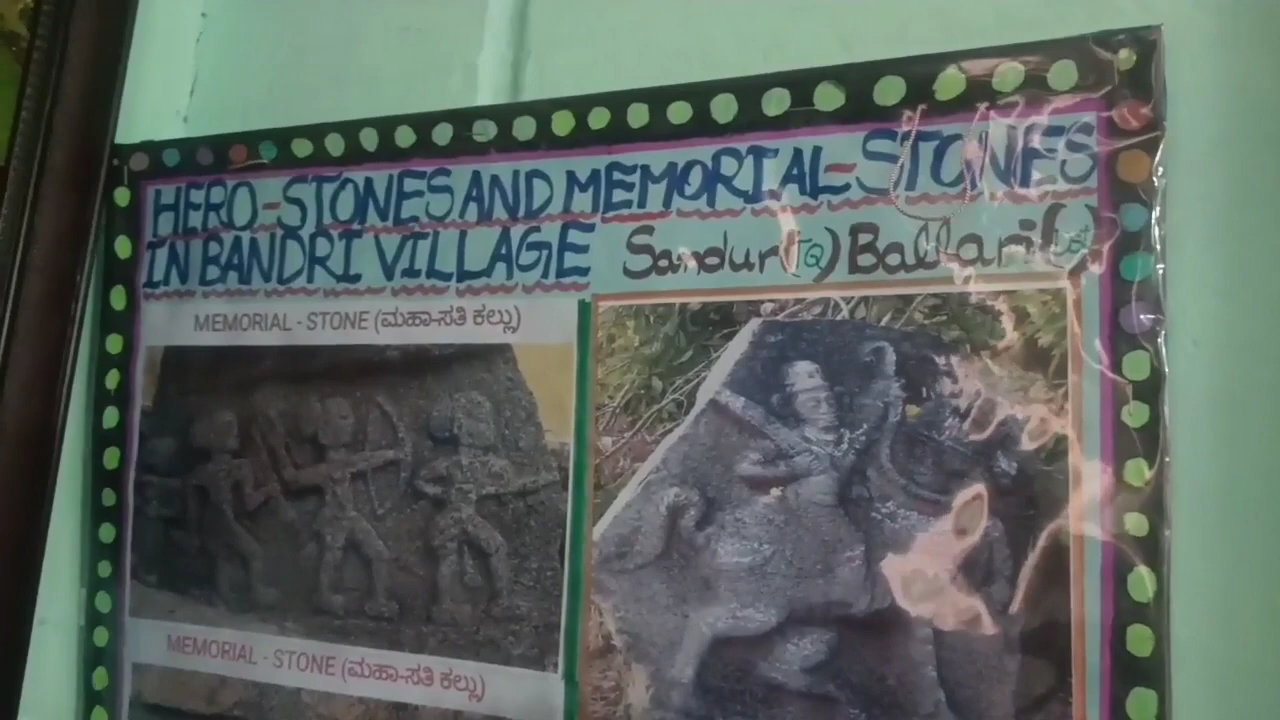 HERO-STONES AND MEMORIAL-STONES
IN BANDRI VILLAGE Sandur (TQ) Ballari
MEMORIAL - STONE (ಮಹಾ-ಸತಿ ಕಲ್ಲು)
MEMORIAL - STONE (ಮಹಾ-ಸತಿ ಕಲ್ಲು)